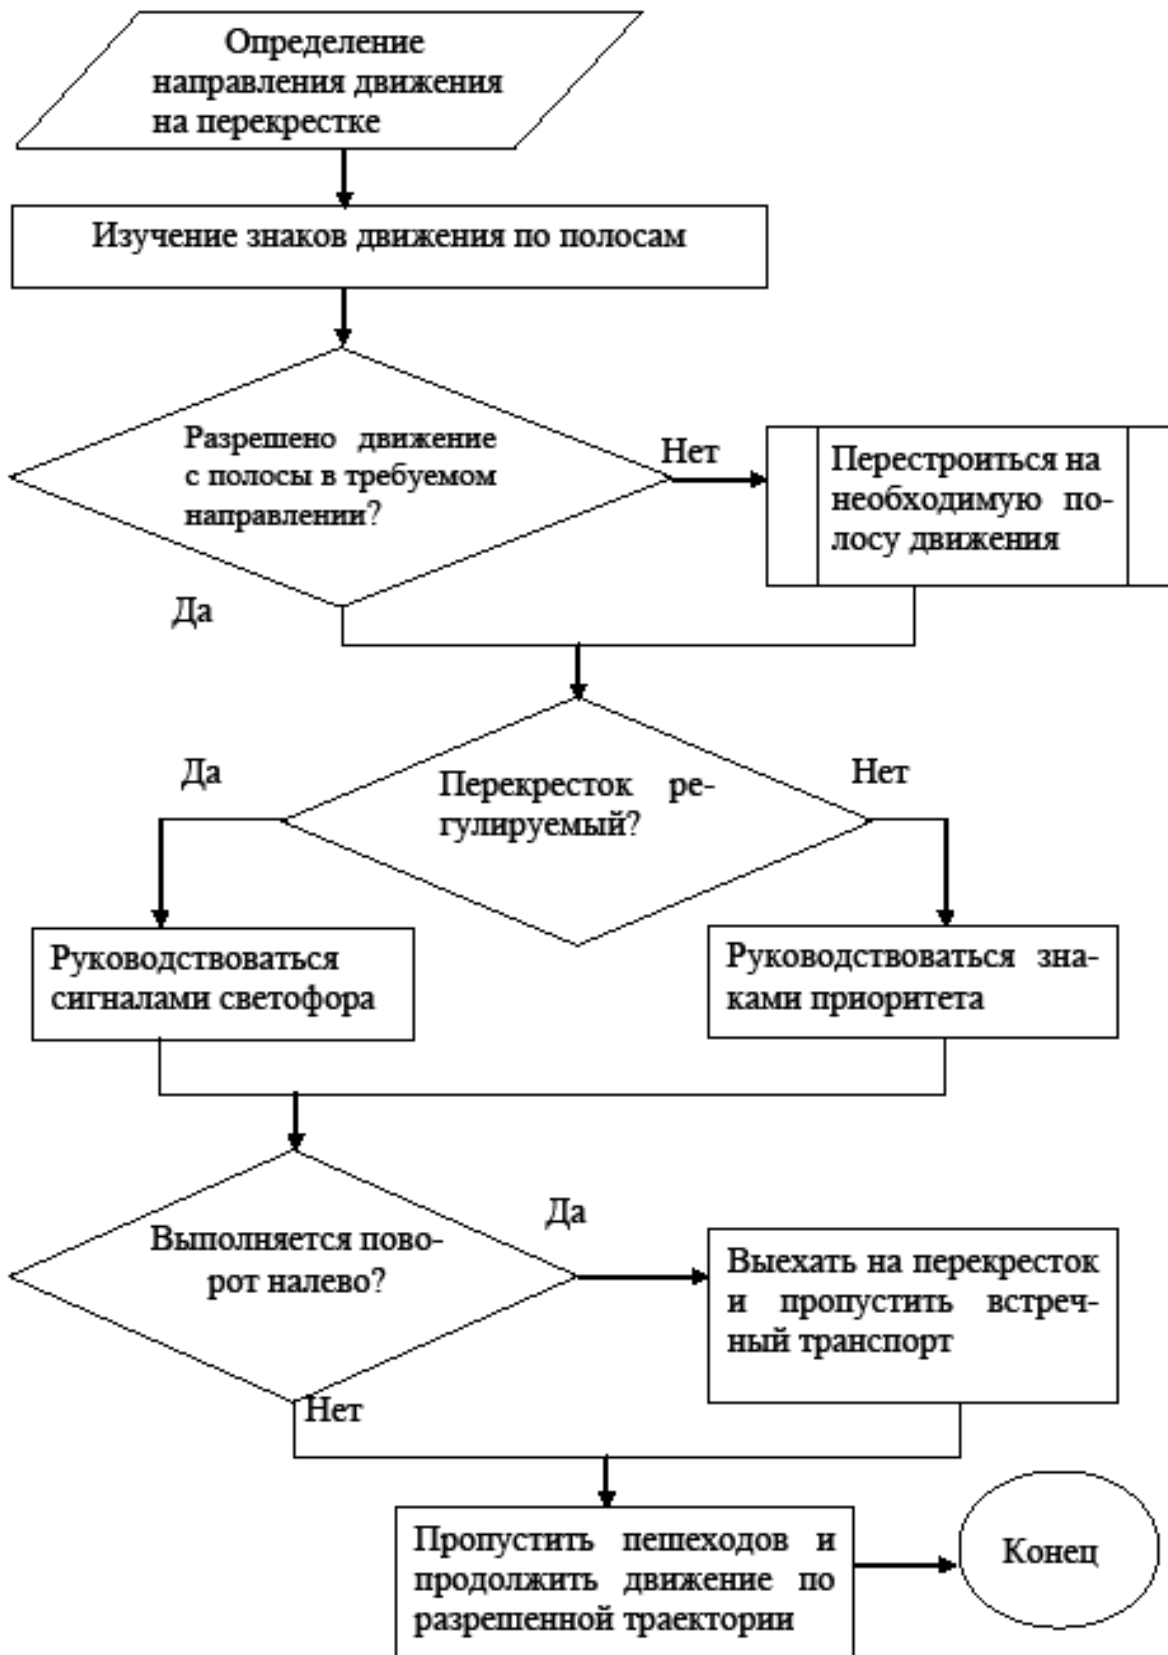 Определение
направления движения
на перекрестке
Изучение знаков движения по полосам
Разрешено движение
с полосы в требуемом
направлении?
Нет
Перестроиться на
необходимую по-
лосу движения
Да
Да
Перекресток ре-
гулируемый?
Нет
Руководствоваться
сигналами светофора
Руководствоваться зна-
ками приоритета
Выполняется пово-
рот налево?
Да
Выехать на перекресток
и пропустить встреч-
ный транспорт
Нет
Пропустить пешеходов и
продолжить движение по
разрешенной траектории
Конец